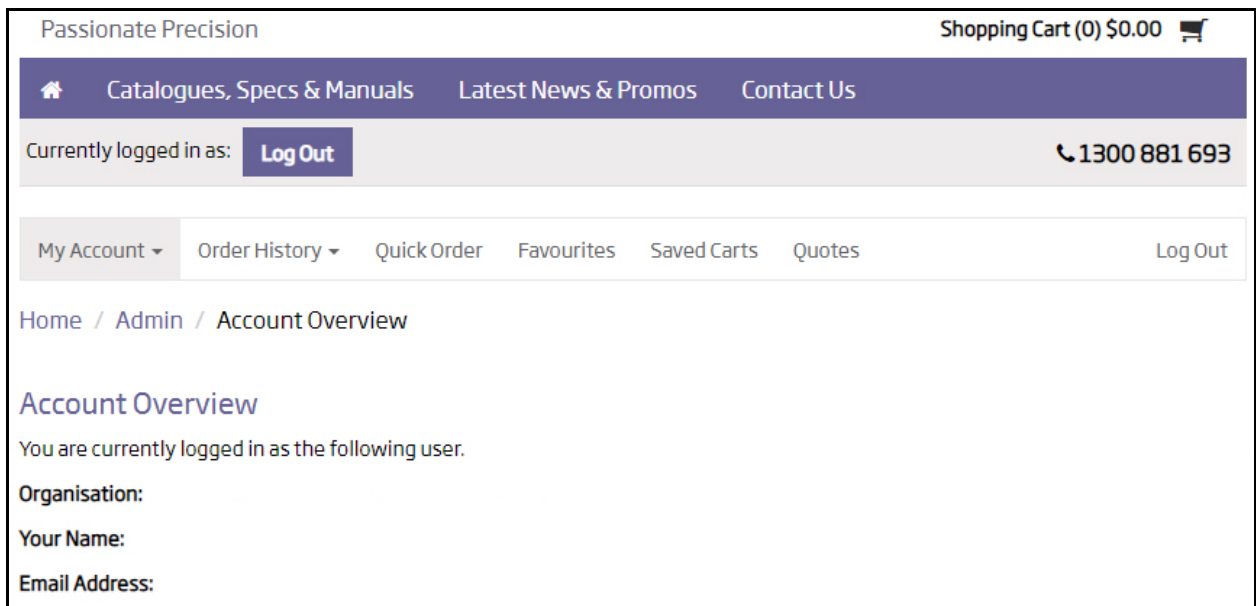 Passionate Precision Shopping Cart (0) $0.00
Catalogues, Specs & Manuals Latest News & Promos Contact Us
Currently logged in as: Log Out 1300 881 693
My Account Order History Quick Order Favourites Saved Carts Quotes Log Out
Home / Admin / Account Overview
Account Overview
You are currently logged in as the following user.
Organisation:
Your Name:
Email Address: